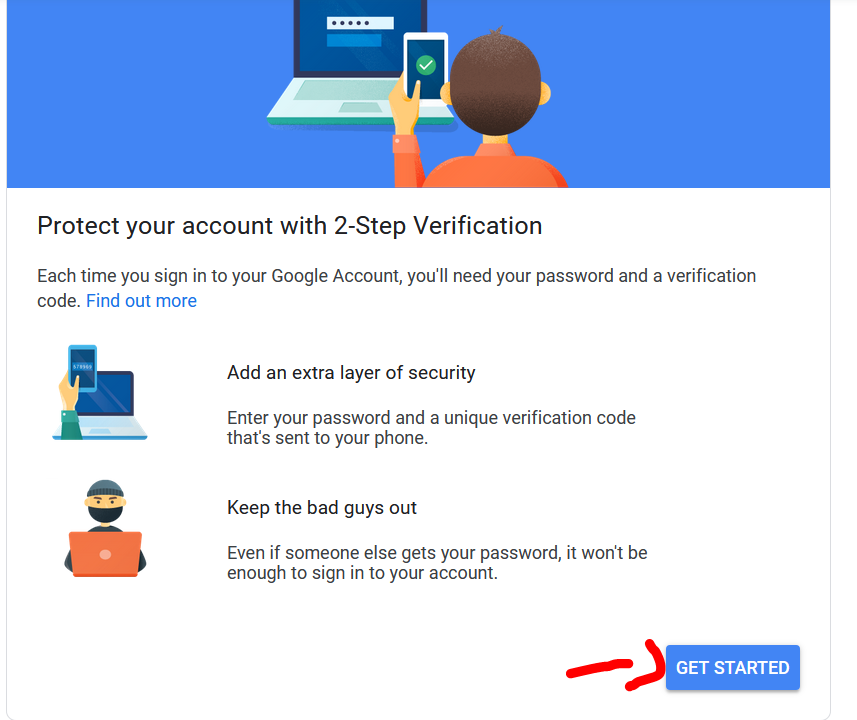 Protect your account with 2-Step Verification
Each time you sign in to your Google Account, you'll need your password and a verification
code. Find out more
Add an extra layer of security
Enter your password and a unique verification code
that's sent to your phone.
Keep the bad guys out
Even if someone else gets your password, it won't be
enough to sign in to your account.
GET STARTED